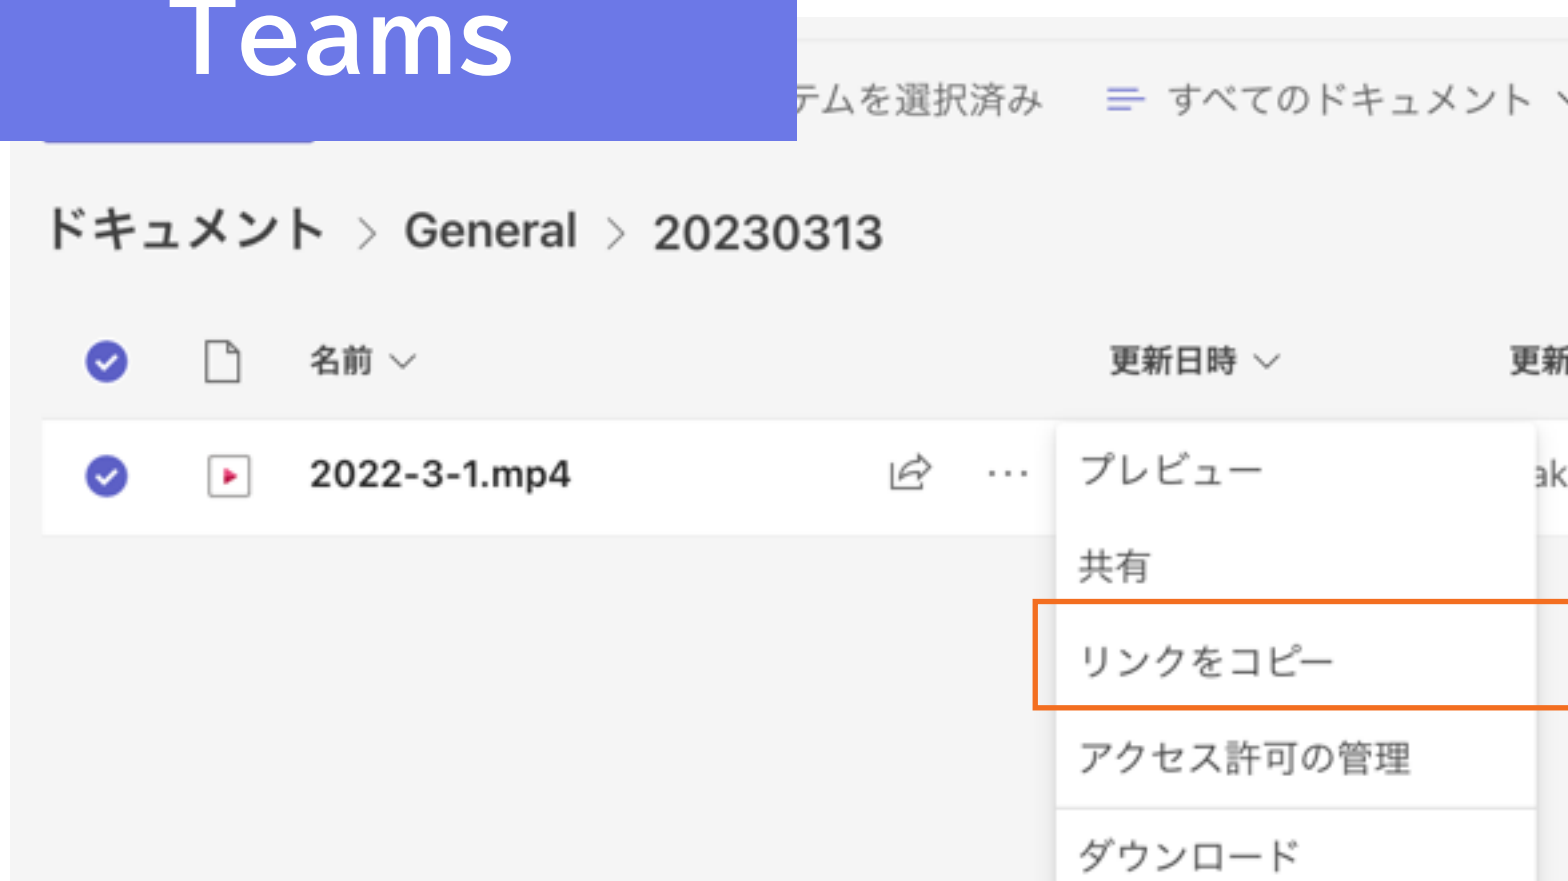 Teams
テムを選択済み すべてのドキュメント
ドキュメント > General > 20230313
名前 更新日時 更新
2022-3-1.mp4 ... ak
プレビュー
共有
リンクをコピー
アクセス許可の管理
ダウンロード